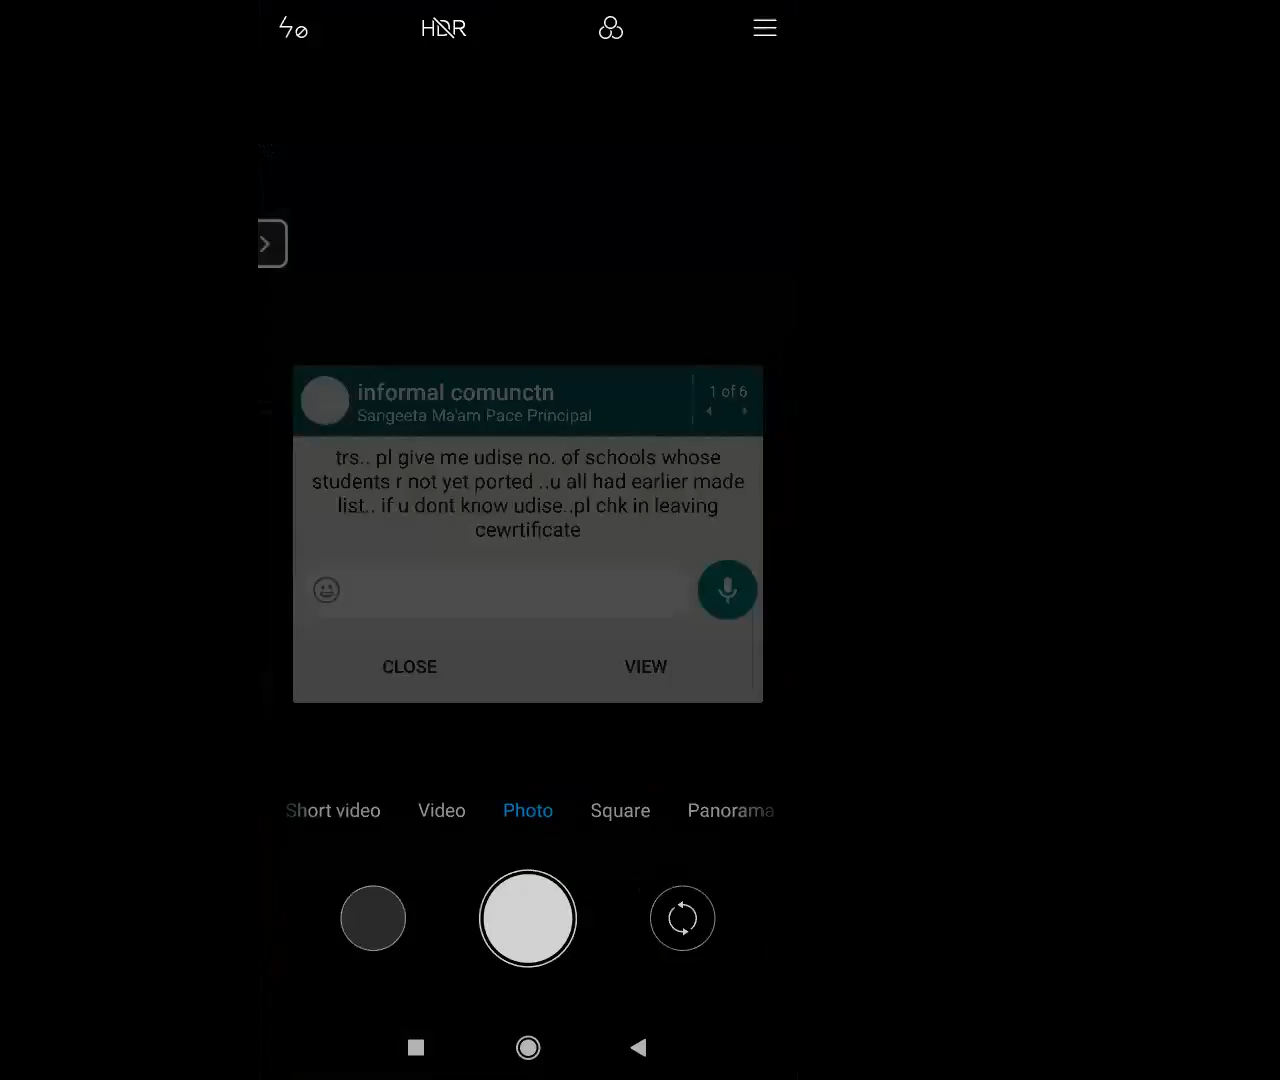 HDR
informal comunctn
1 of 6
Sangeeta Ma'am Pace Principal
trs.. pl give me udise no. of schools whose
students r not yet ported ..u all had earlier made
list.. if u dont know udise..pl chk in leaving
cewrtificate
CLOSE VIEW
Short video Video Photo Square Panorama